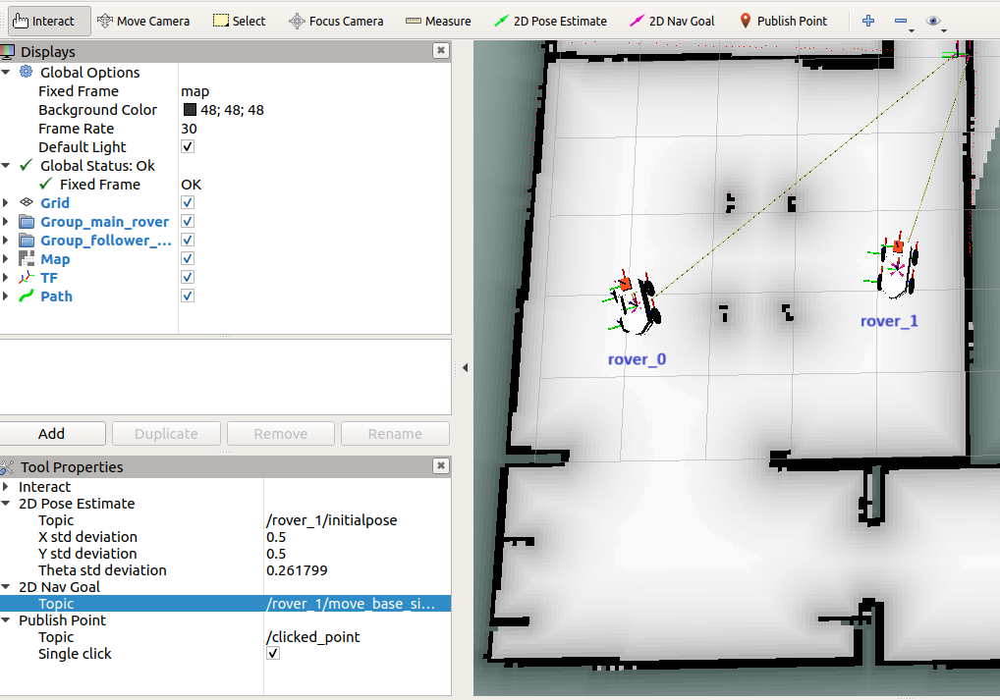 Interact Move Camera Select Focus Camera Measure 2D Pose Estimate 2D Nav Goal Publish Point
Displays
Global Options
Fixed Frame map
Background Color 48; 48; 48
Frame Rate 30
Default Light
Global Status: Ok
Fixed Frame OK
Grid
Group_main_rover
Group_follower_...
Map
TF
Path
Add Duplicate Remove Rename
Tool Properties
Interact
2D Pose Estimate
Topic /rover_1/initialpose
X std deviation 0.5
Y std deviation 0.5
Theta std deviation 0.261799
2D Nav Goal
Topic /rover_1/move_base_si...
Publish Point
Topic /clicked_point
Single click
rover_0
rover_1